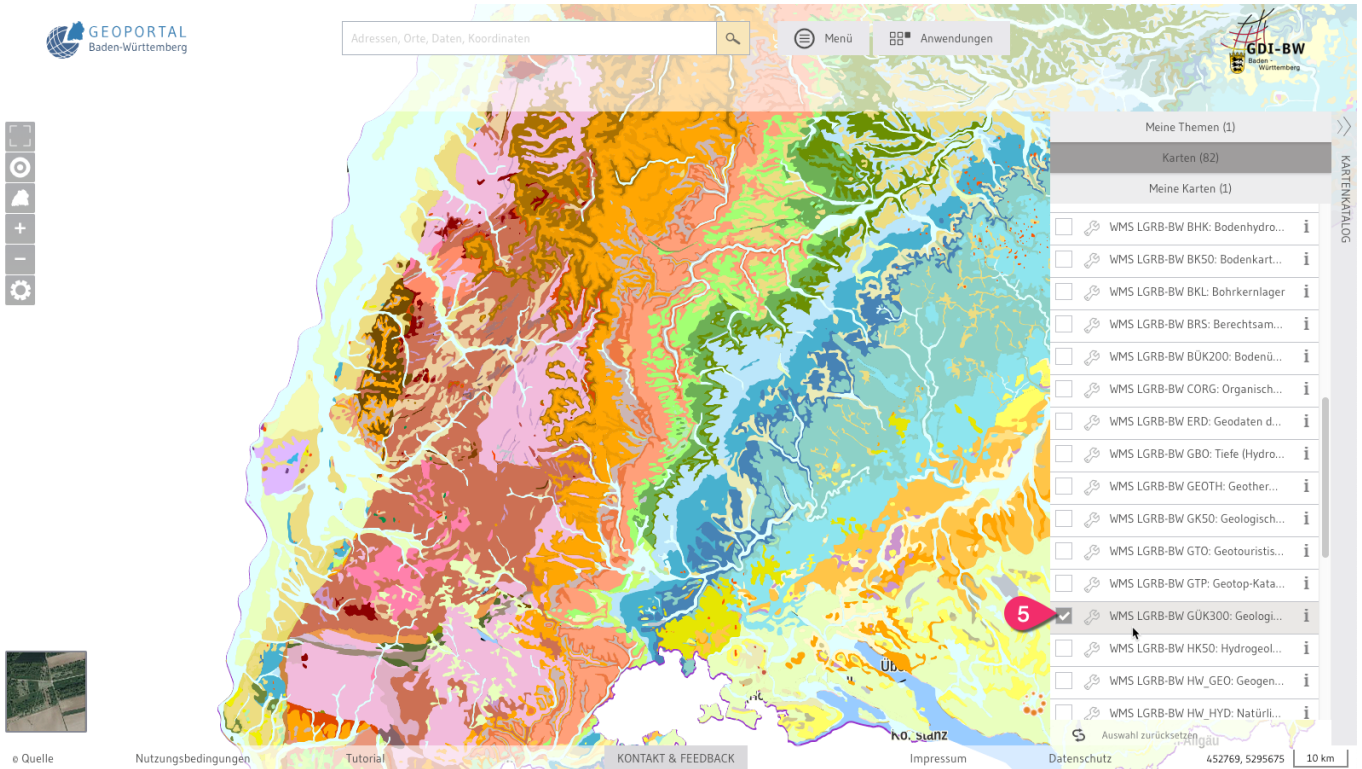 GEOPORTAL
Baden-Württemberg
Adressen, Orte, Daten, Koordinaten
Menü
Anwendungen
GDI-BW
Baden -
Württemberg
Meine Themen (1)
Karten (82)
Meine Karten (1)
KARTENKATALOG
WMS LGRB-BW BHK: Bodenhydro...
WMS LGRB-BW BK50: Bodenkart...
WMS LGRB-BW BKL: Bohrkernlager
WMS LGRB-BW BRS: Berechtsam...
WMS LGRB-BW BÜK200: Bodenü...
WMS LGRB-BW CORG: Organisch...
WMS LGRB-BW ERD: Geodaten d...
WMS LGRB-BW GBO: Tiefe (Hydro...
WMS LGRB-BW GEOTH: Geother...
WMS LGRB-BW GK50: Geologisch...
WMS LGRB-BW GTO: Geotouristis...
WMS LGRB-BW GTP: Geotop-Kata...
5
WMS LGRB-BW GÜK300: Geologi...
WMS LGRB-BW HK50: Hydrogeol...
WMS LGRB-BW HW_GEO: Geogen...
WMS LGRB-BW HW_HYD: Natürli...
Auswahl zurücksetzen
Allgäu
© Quelle
Nutzungsbedingungen
Tutorial
KONTAKT & FEEDBACK
Impressum
Datenschutz
452769, 5295675
10 km